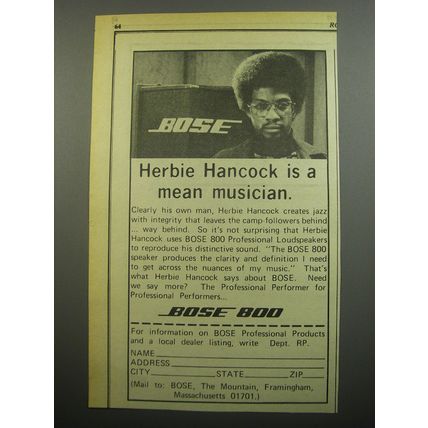 64
RO
BOSE
Herbie Hancock is a
mean musician.
Clearly his own man, Herbie Hancock creates jazz
with integrity that leaves the camp-followers behind
... way behind. So it's not surprising that Herbie
Hancock uses BOSE 800 Professional Loudspeakers
to reproduce his distinctive sound. "The BOSE 800
speaker produces the clarity and definition I need
to get across the nuances of my music." That's
what Herbie Hancock says about BOSE. Need
we say more? The Professional Performer for
Professional Performers...
BOSE 800
For information on BOSE Professional Products
and a local dealer listing, write Dept. RP.
NAME
ADDRESS
CITY STATE ZIP
(Mail to: BOSE, The Mountain, Framingham,
Massachusetts 01701.)